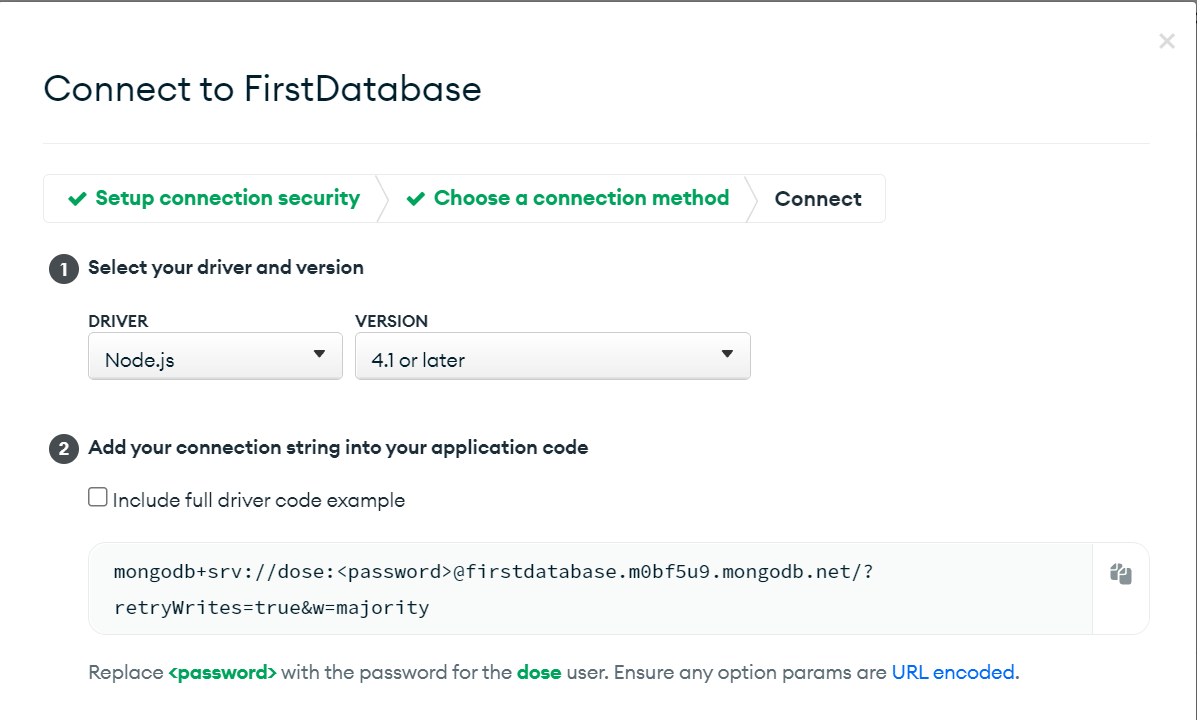 Connect to FirstDatabase
Setup connection security Choose a connection method Connect
1 Select your driver and version
DRIVER VERSION
Node.js 4.1 or later
2 Add your connection string into your application code
Include full driver code example
mongodb+srv://dose:<password>@firstdatabase.m0bf5u9.mongodb.net/?
retryWrites=true&w=majority
Replace <password> with the password for the dose user. Ensure any option params are URL encoded.